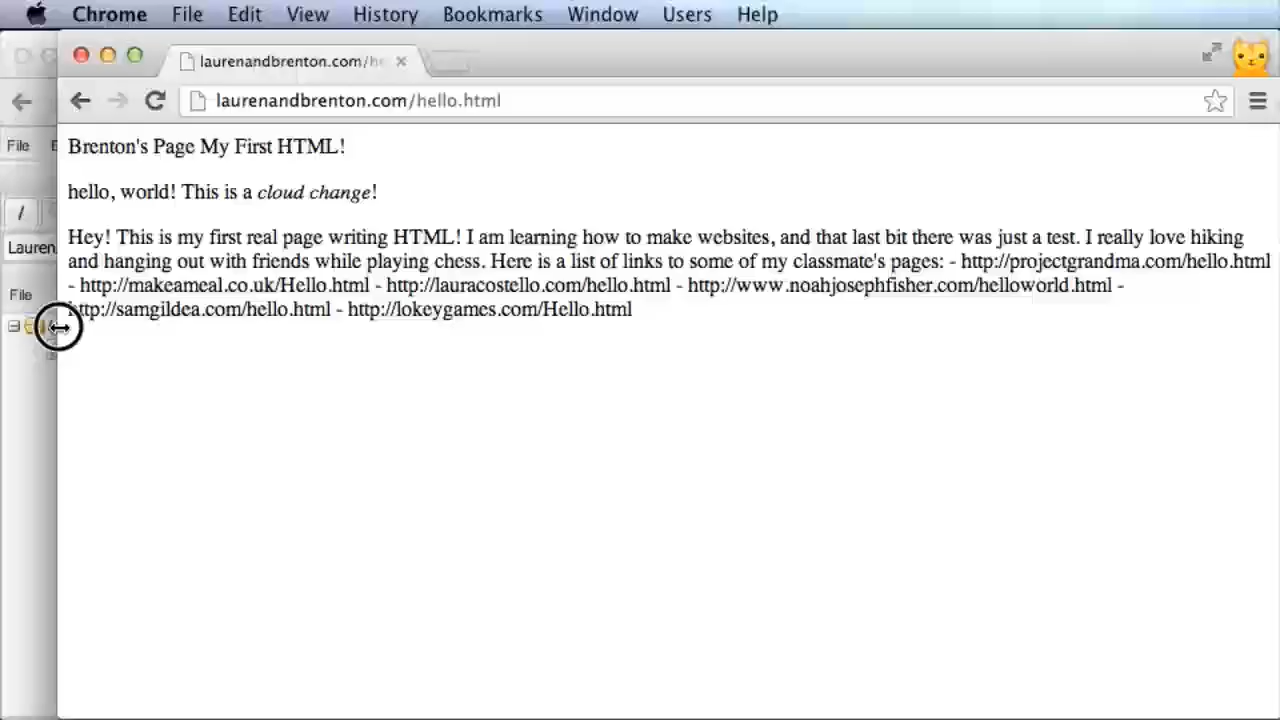 Chrome File Edit View History Bookmarks Window Users Help
laurenandbrenton.com/he
laurenandbrenton.com/hello.html
File
Brenton's Page My First HTML!
hello, world! This is a cloud change!
Lauren
Hey! This is my first real page writing HTML! I am learning how to make websites, and that last bit there was just a test. I really love hiking
and hanging out with friends while playing chess. Here is a list of links to some of my classmate's pages: - http://projectgrandma.com/hello.html
- http://makeameal.co.uk/Hello.html - http://lauracostello.com/hello.html - http://www.noahjosephfisher.com/helloworld.html -
File
http://samgildea.com/hello.html - http://lokeygames.com/Hello.html